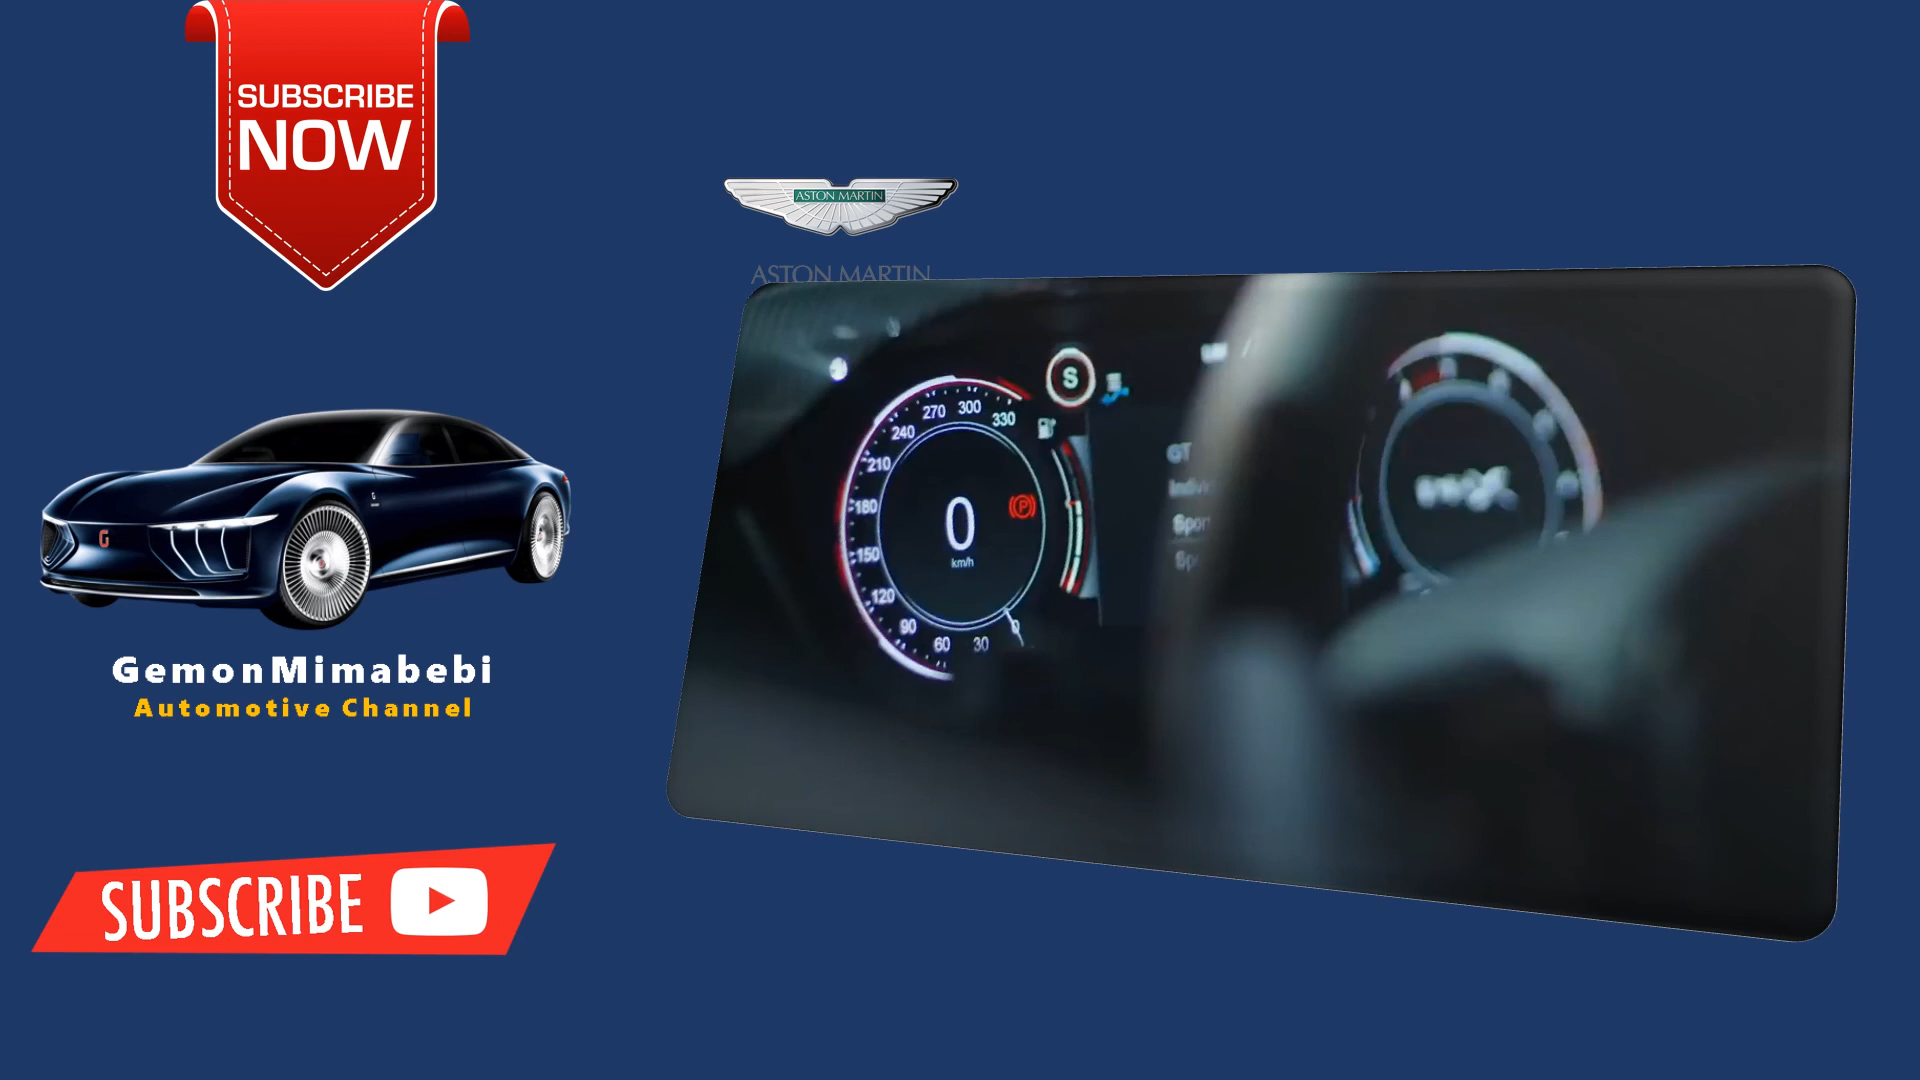 SUBSCRIBE
NOW
ASTON MARTIN
ASTON MARTIN
S
270 300
240 330
210
GT
180
0
150
km/h
120
90
60 30
0
G
GemonMimabebi
Automotive Channel
SUBSCRIBE